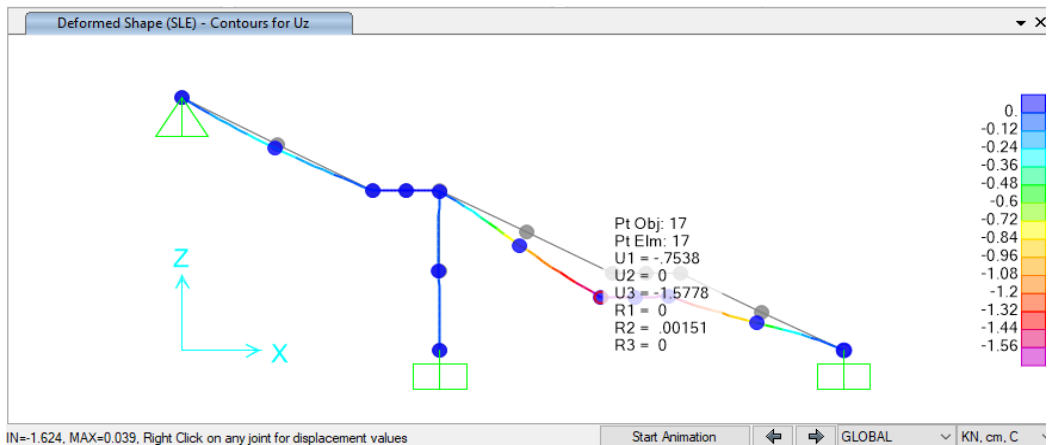 Deformed Shape (SLE) - Contours for Uz
Pt Obj: 17
Pt Elm: 17
U1 = -.7538
U2 = 0
U3 = -1.5778
R1 = 0
R2 = .00151
R3 = 0
Z
X
0.
-0.12
-0.24
-0.36
-0.48
-0.6
-0.72
-0.84
-0.96
-1.08
-1.2
-1.32
-1.44
-1.56
IN=-1.624, MAX=0.039, Right Click on any joint for displacement values
Start Animation
GLOBAL
KN, cm, C